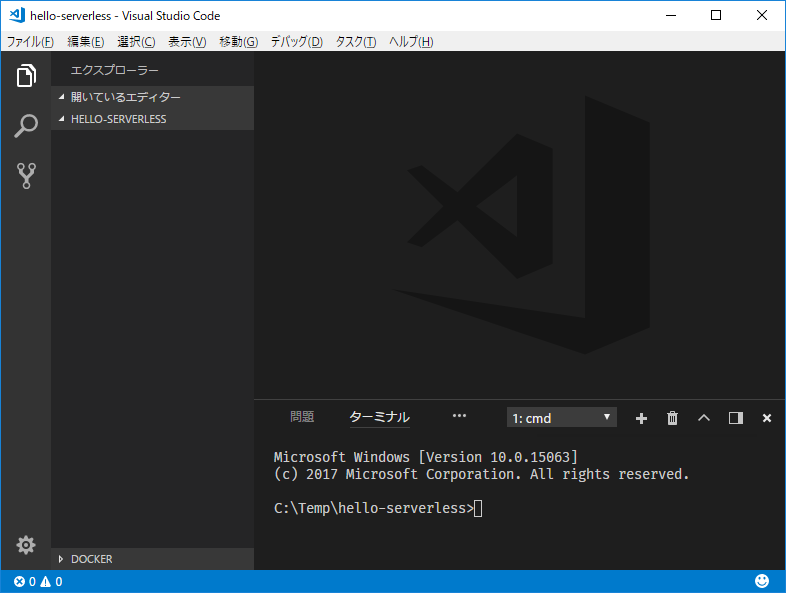 hello-serverless - Visual Studio Code
ファイル(F) 編集(E) 選択(C) 表示(V) 移動(G) デバッグ(D) タスク(T) ヘルプ(H)
エクスプローラー
開いているエディター
HELLO-SERVERLESS
問題 ターミナル ··· 1: cmd
Microsoft Windows [Version 10.0.15063]
(c) 2017 Microsoft Corporation. All rights reserved.
C:\Temp\hello-serverless>
DOCKER
0 0